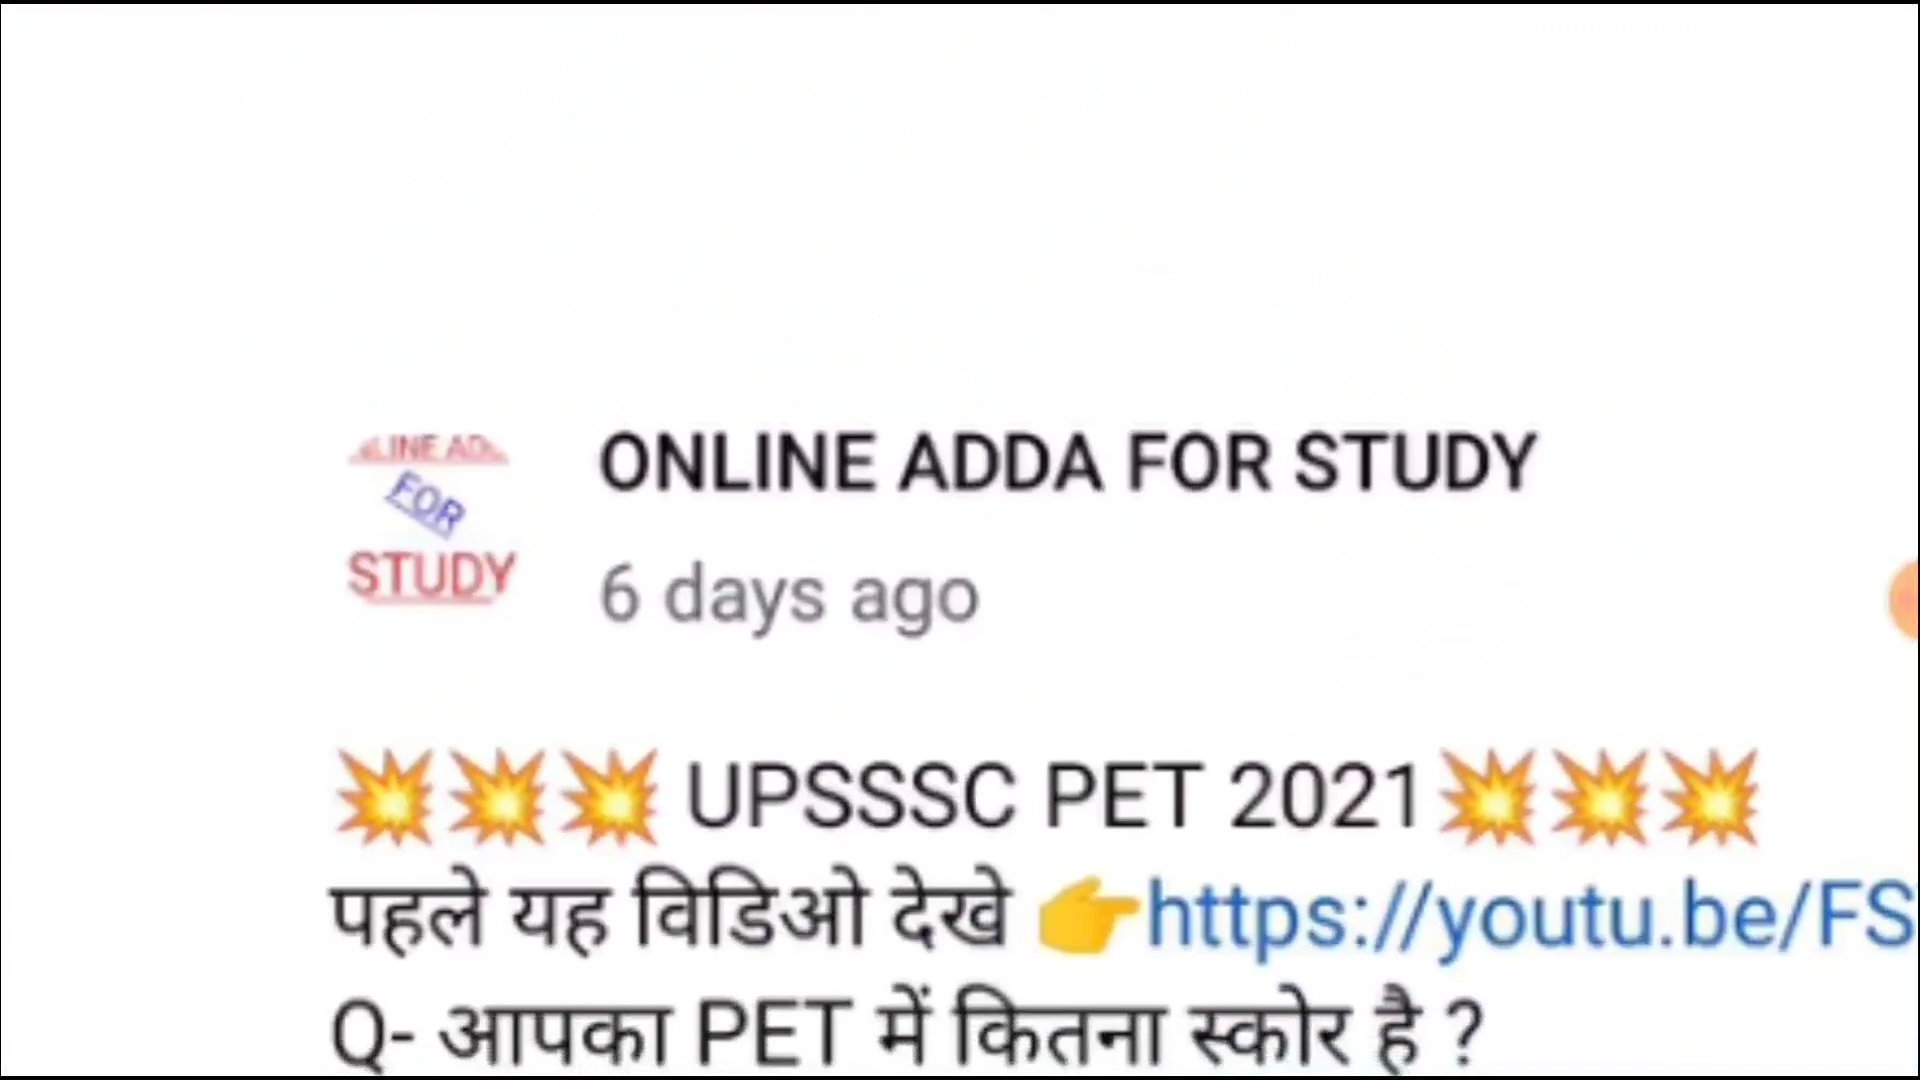 LINE AD
FOR
STUDY
ONLINE ADDA FOR STUDY
6 days ago
💥💥💥 UPSSSC PET 2021💥💥💥
पहले यह विडिओ देखे 👉https://youtu.be/FS
Q- आपका PET में कितना स्कोर है ?